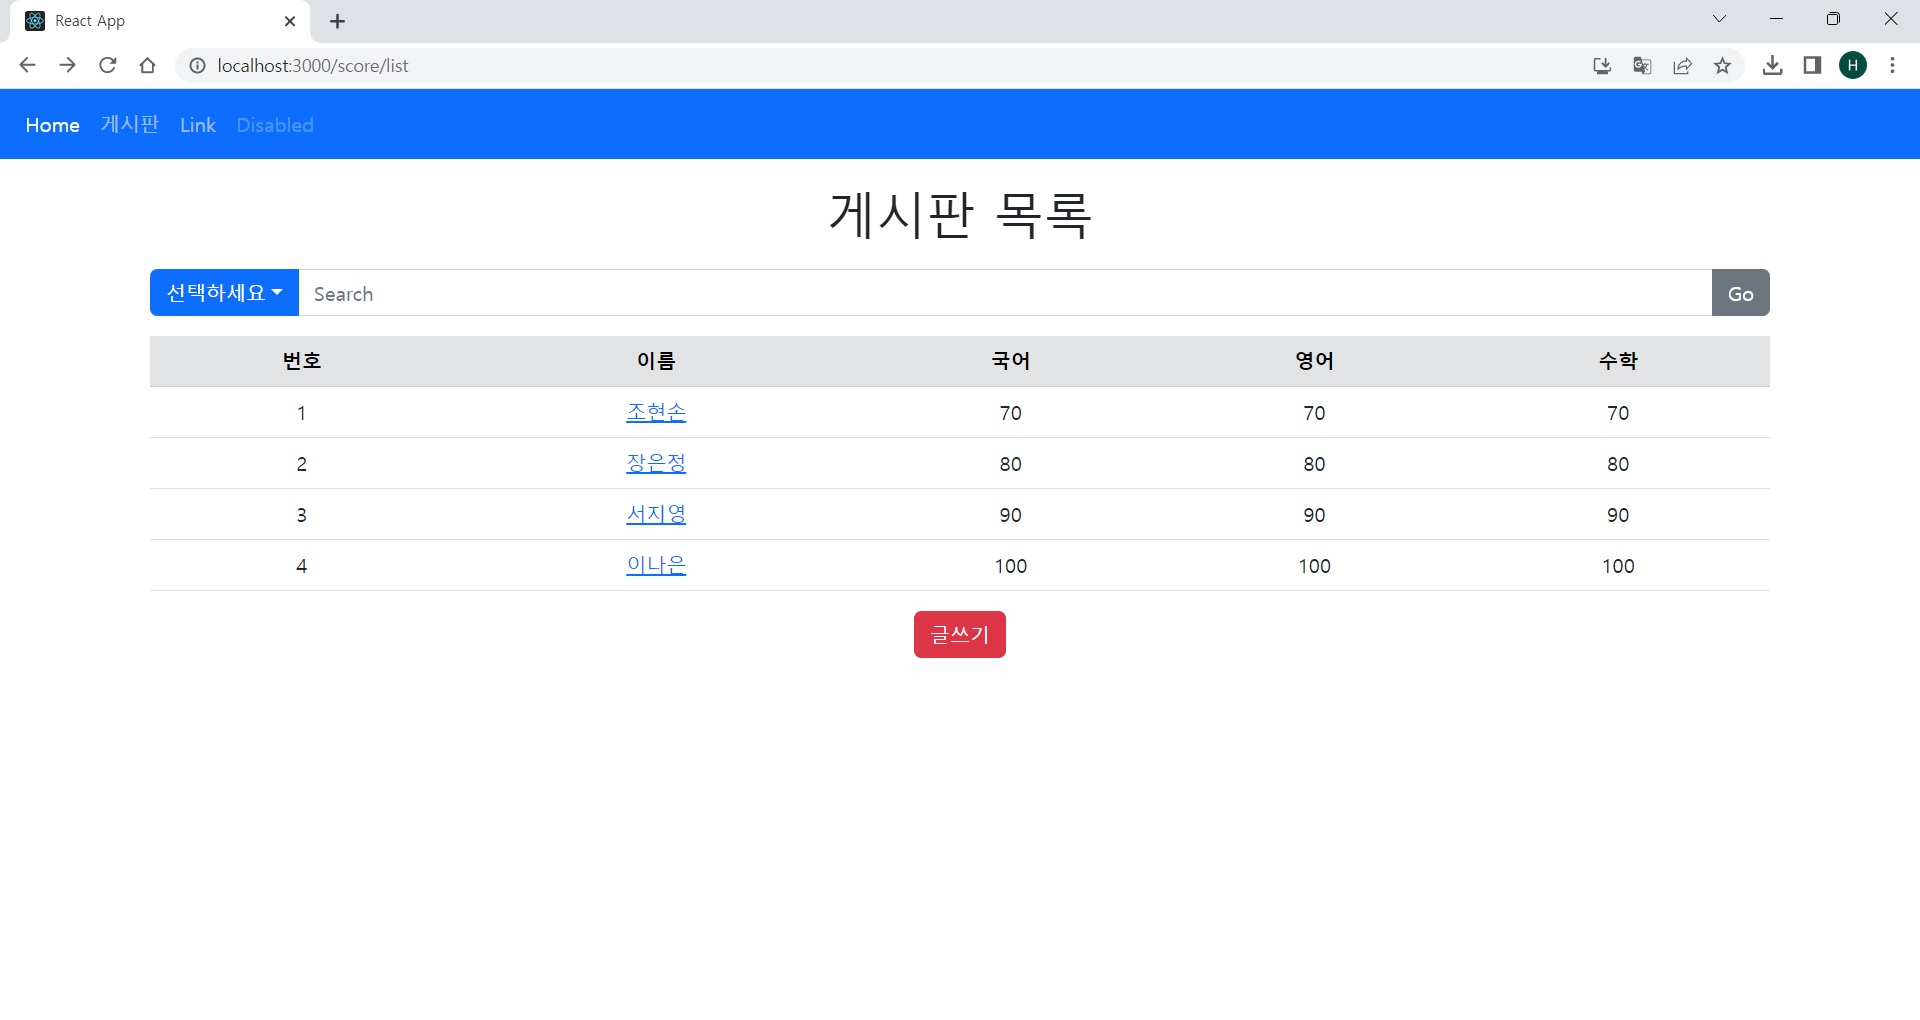 React App
localhost:3000/score/list
H
Home 게시판 Link Disabled
게시판 목록
선택하세요 Search Go
번호 이름 국어 영어 수학
1 조현손 70 70 70
2 장은정 80 80 80
3 서지영 90 90 90
4 이나은 100 100 100
글쓰기